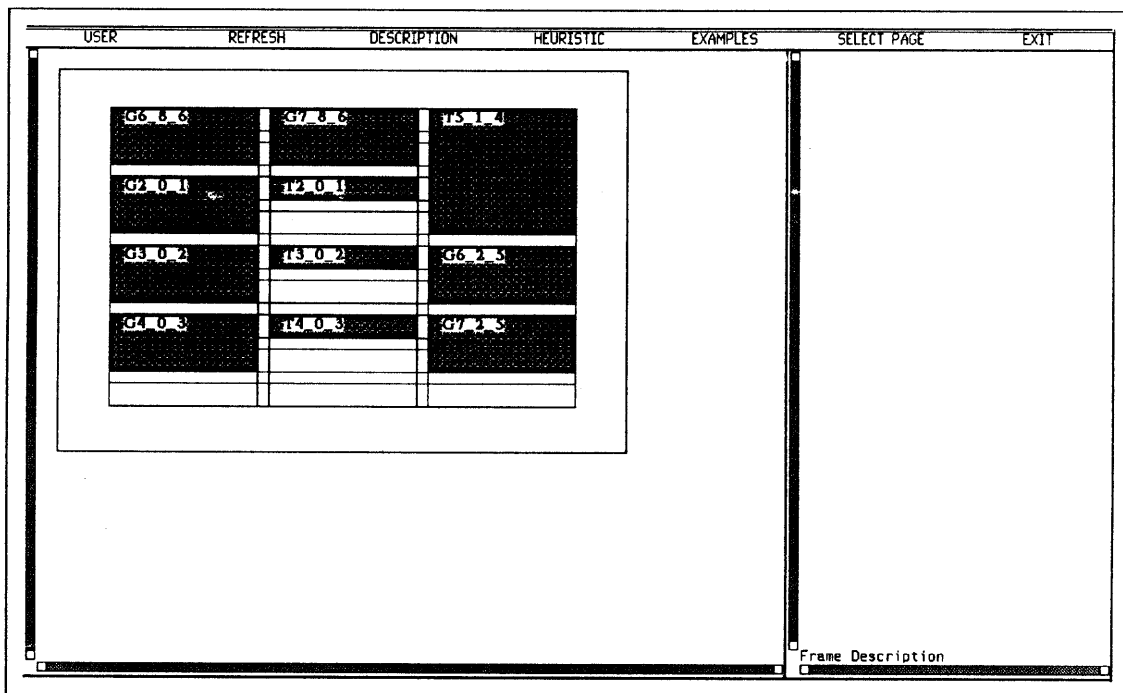 USER REFRESH DESCRIPTION HEURISTIC EXAMPLES SELECT PAGE EXIT
G6_8_6 G7_8_6 T5_1_4
G2_0_1 T2_0_1
G3_0_2 T3_0_2 G6_2_5
G4_0_3 T4_0_3 G7_2_5
Frame Description